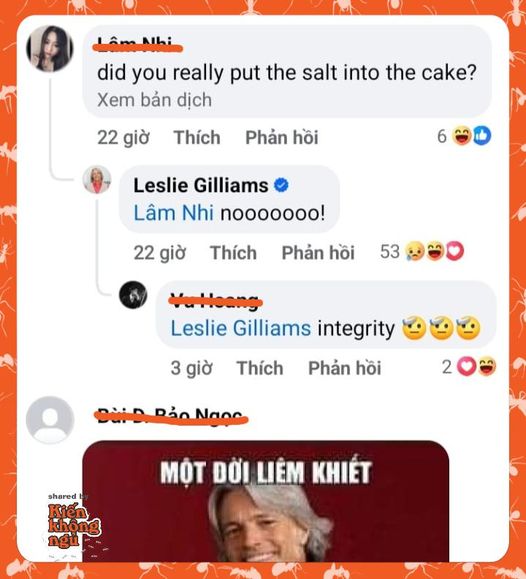 Lâm Nhi
did you really put the salt into the cake?
Xem bản dịch
22 giờ Thích Phản hồi 6
Leslie Gilliams
Lâm Nhi nooooooo!
22 giờ Thích Phản hồi 53
Vu Hoang
Leslie Gilliams integrity 🫡🫡🫡
3 giờ Thích Phản hồi 2
Bùi D. Bảo Ngọc
MỘT ĐỜI LIÊM KHIẾT
shared by
Kiến
không
ngủ